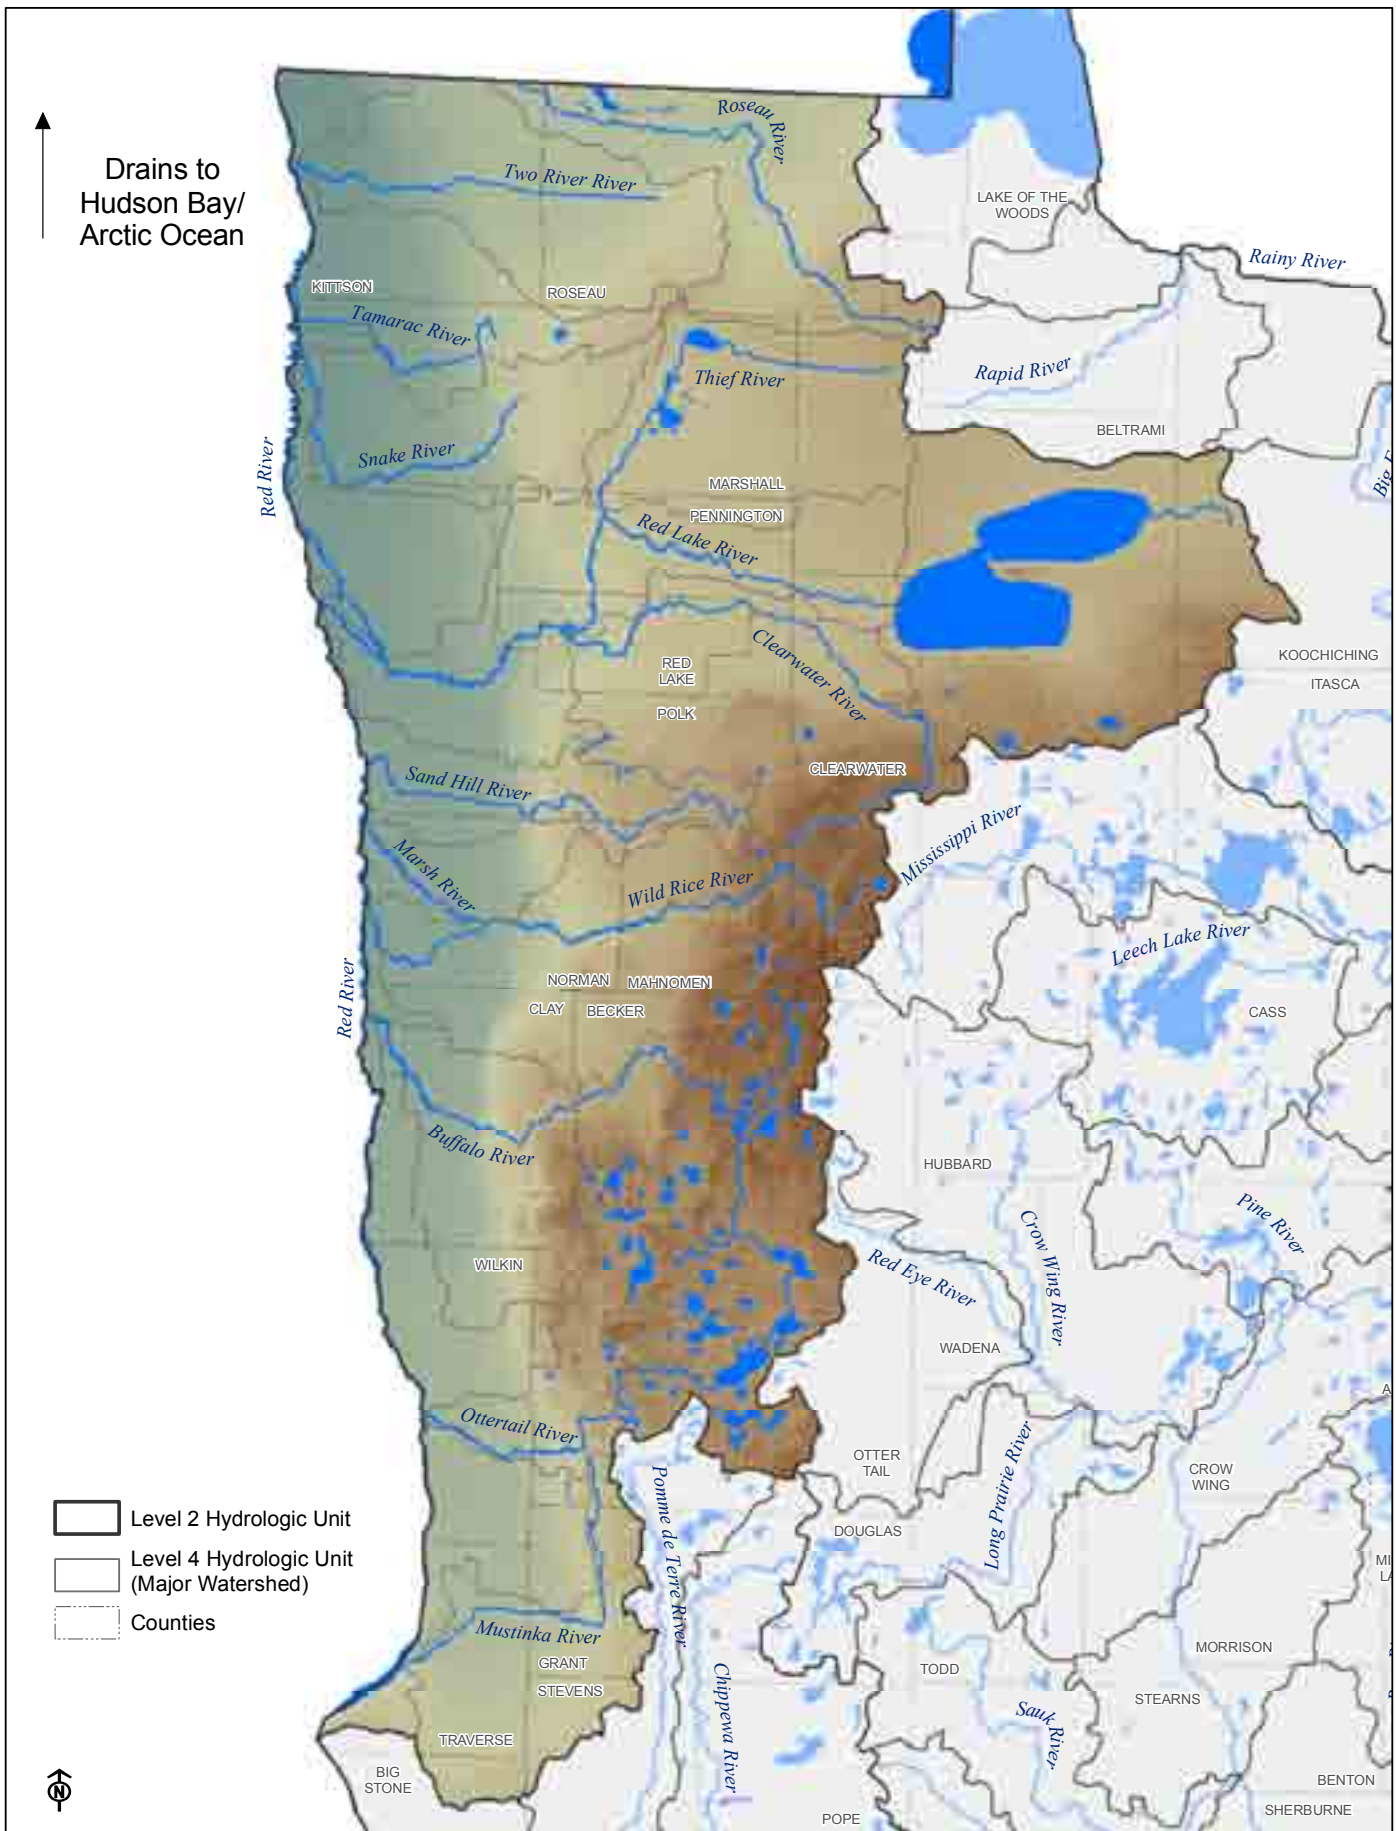 Roseau River
Drains to
Hudson Bay/
Arctic Ocean
Two River River
LAKE OF THE
WOODS
Rainy River
KITTSON
ROSEAU
Tamarac River
Thief River
Rapid River
BELTRAMI
Red River
Snake River
Big F
MARSHALL
PENNINGTON
Red Lake River
Clearwater River
RED
LAKE
KOOCHICHING
ITASCA
POLK
CLEARWATER
Sand Hill River
Mississippi River
Marsh River
Wild Rice River
Leech Lake River
Red River
NORMAN
MAHNOMEN
CLAY
BECKER
CASS
Buffalo River
HUBBARD
Pine River
Crow Wing River
Red Eye River
WILKIN
WADENA
A
Ottertail River
Long Prairie River
OTTER
TAIL
CROW
WING
Pomme de Terre River
Level 2 Hydrologic Unit
DOUGLAS
Level 4 Hydrologic Unit
(Major Watershed)
MI
LA
Counties
Mustinka River
MORRISON
GRANT
TODD
STEVENS
STEARNS
Chippewa River
Sauk River
TRAVERSE
BIG
STONE
N
BENTON
SHERBURNE
POPE